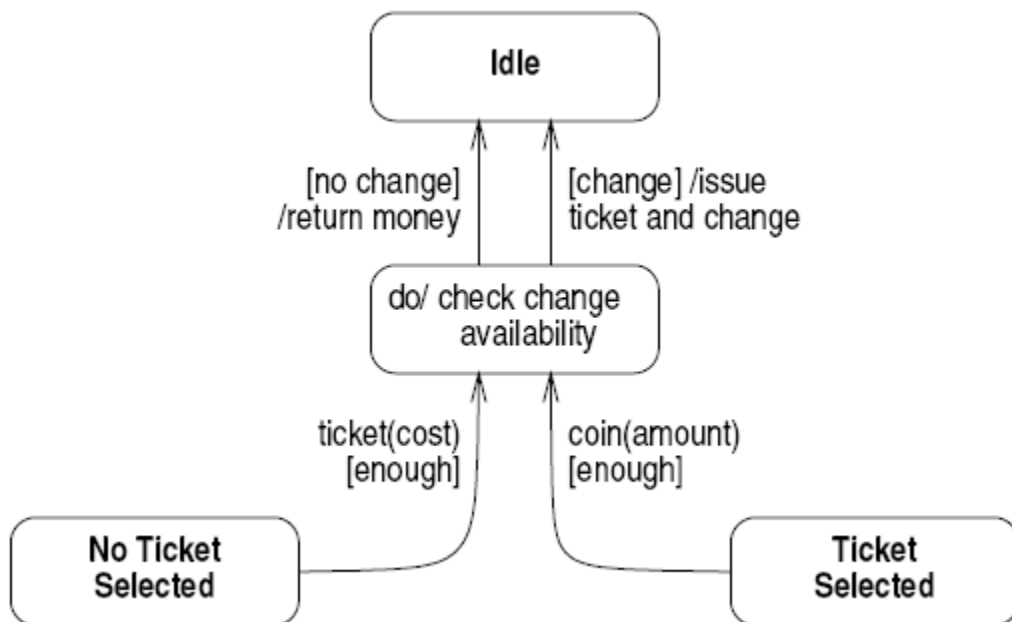 Idle
[no change]
/return money
[change] /issue
ticket and change
do/ check change
availability
ticket(cost)
[enough]
coin(amount)
[enough]
No Ticket
Selected
Ticket
Selected